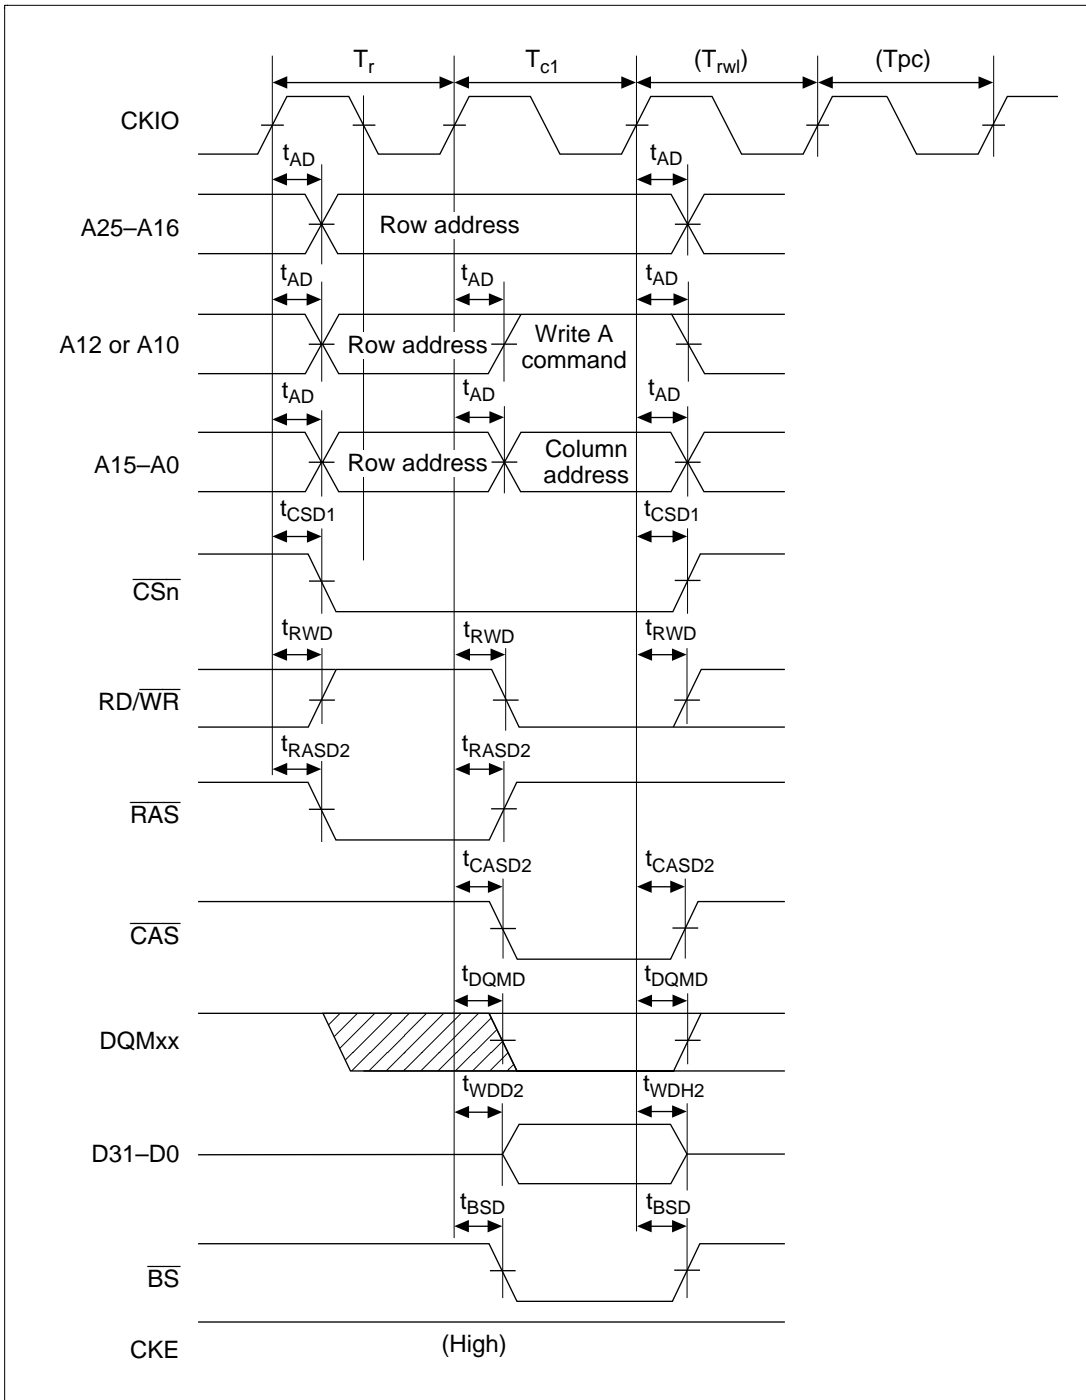 Tr Tc1 (Trwl) (Tpc)
CKIO
tAD tAD
A25–A16 Row address
tAD tAD tAD
A12 or A10 Row address Write A command
tAD tAD tAD
A15–A0 Row address Column address
tCSD1 tCSD1
CSn
tRWD tRWD tRWD
RD/WR
tRASD2 tRASD2
RAS
tCASD2 tCASD2
CAS
tDQMD tDQMD
DQMxx
tWDD2 tWDH2
D31–D0
tBSD tBSD
BS
CKE (High)